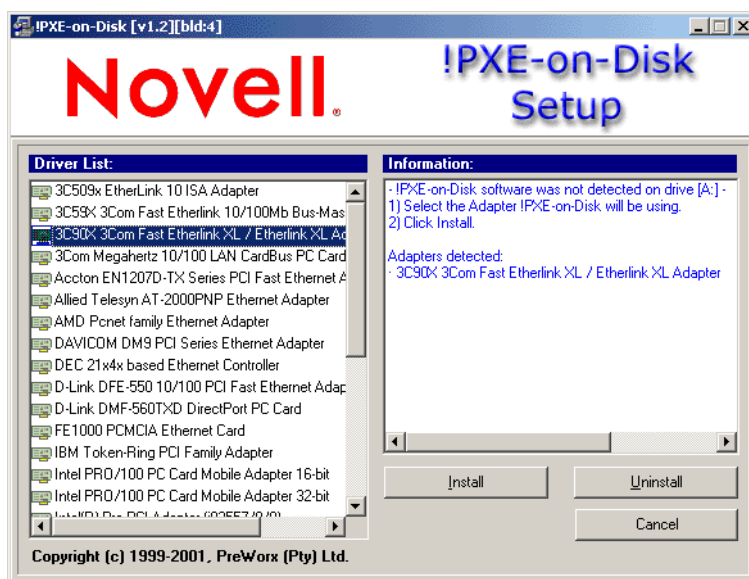 !PXE-on-Disk [v1.2][bld:4]
Novell®
!PXE-on-Disk
Setup
Driver List:
3C509x EtherLink 10 ISA Adapter
3C59X 3Com Fast Etherlink 10/100Mb Bus-Mas
3C90X 3Com Fast Etherlink XL / Etherlink XL Ad
3Com Megahertz 10/100 LAN CardBus PC Card
Accton EN1207D-TX Series PCI Fast Ethernet A
Allied Telesyn AT-2000PNP Ethernet Adapter
AMD Pcnet family Ethernet Adapter
DAVICOM DM9 PCI Series Ethernet Adapter
DEC 21x4x based Ethernet Controller
D-Link DFE-550 10/100 PCI Fast Ethernet Adap
D-Link DMF-560TXD DirectPort PC Card
FE1000 PCMCIA Ethernet Card
IBM Token-Ring PCI Family Adapter
Intel PRO/100 PC Card Mobile Adapter 16-bit
Intel PRO/100 PC Card Mobile Adapter 32-bit
Information:
- !PXE-on-Disk software was not detected on drive [A:] -
1) Select the Adapter !PXE-on-Disk will be using.
2) Click Install.
Adapters detected:
- 3C90X 3Com Fast Etherlink XL / Etherlink XL Adapter
Install
Uninstall
Cancel
Copyright (c) 1999-2001, PreWorx (Pty) Ltd.